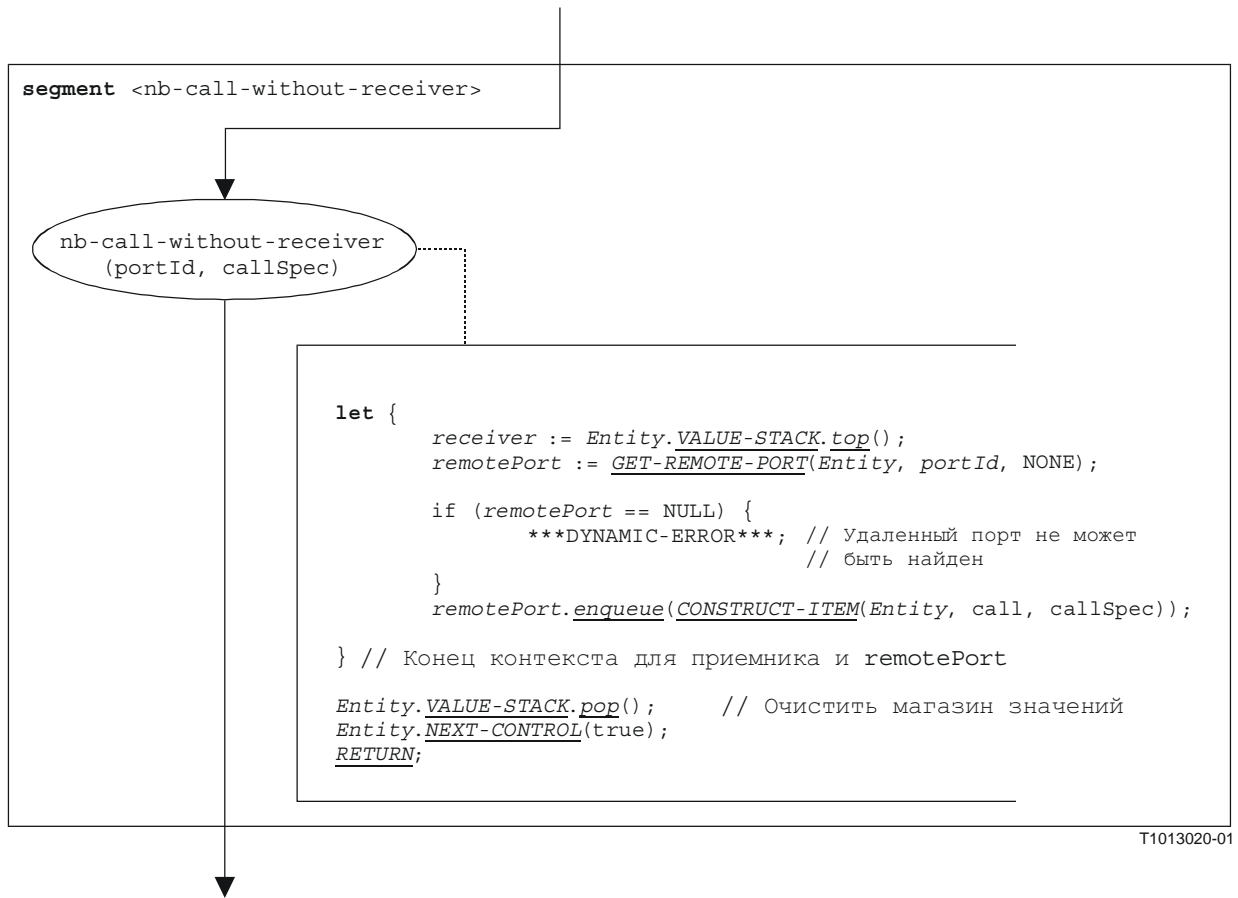 segment <nb-call-without-receiver>
nb-call-without-receiver
(portId, callSpec)
let {
receiver := Entity.VALUE-STACK.top();
remotePort := GET-REMOTE-PORT(Entity, portId, NONE);
if (remotePort == NULL) {
***DYNAMIC-ERROR***; // Удаленный порт не может
// быть найден
}
remotePort.enqueue(CONSTRUCT-ITEM(Entity, call, callSpec));
} // Конец контекста для приемника и remotePort
Entity.VALUE-STACK.pop(); // Очистить магазин значений
Entity.NEXT-CONTROL(true);
RETURN;
T1013020-01